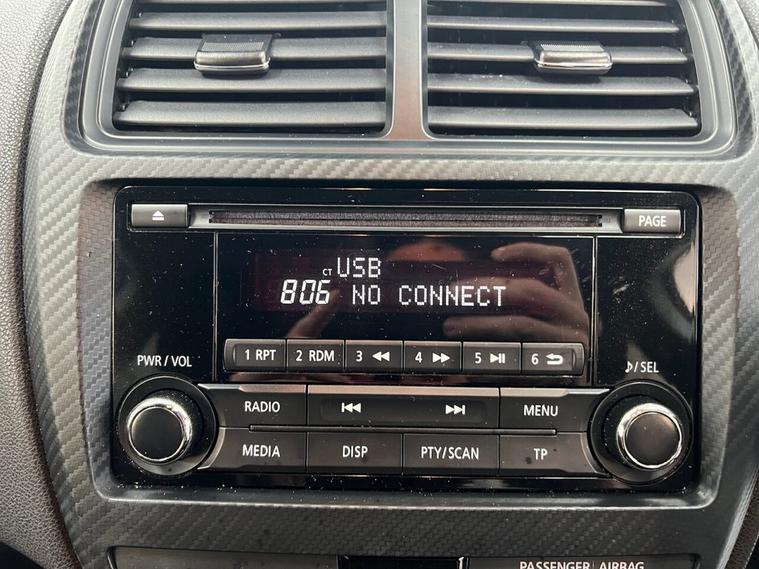 PAGE
CT USB
806 NO CONNECT
PWR / VOL
1 RPT 2 RDM 3 4 5 6
♪/SEL
RADIO MENU
MEDIA DISP PTY/SCAN TP
PASSENGER AIRBAG